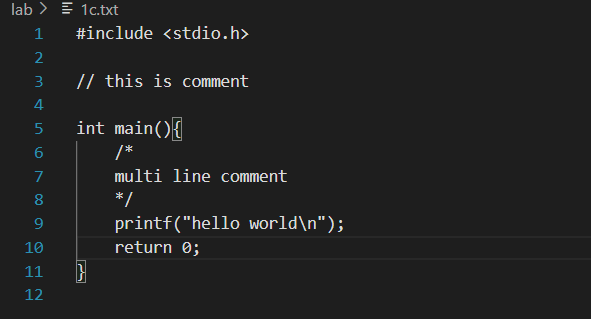 lab > 1c.txt
1 #include <stdio.h>
2
3 // this is comment
4
5 int main(){
6     /*
7     multi line comment
8     */
9     printf("hello world\n");
10     return 0;
11 }
12